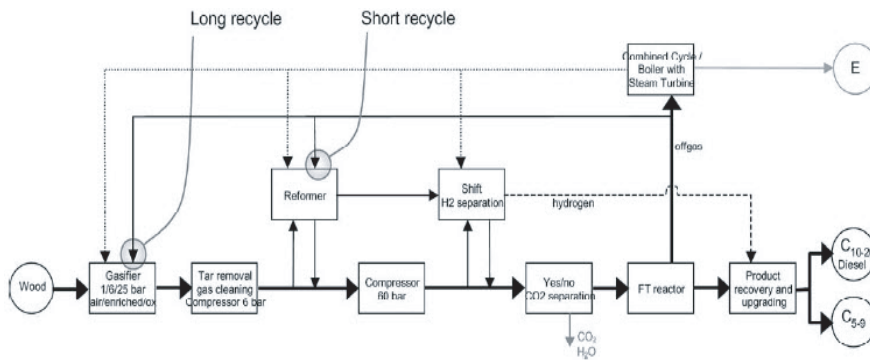 Long recycle
Short recycle
Combined Cycle /
Boiler with
Steam Turbine
E
offgas
Reformer
Shift
H2 separation
hydrogen
Wood
Gasifier
1/6/25 bar
air/enriched/ox
Tar removal
gas cleaning
Compressor 6 bar
Compressor
60 bar
Yes/no
CO2 separation
FT reactor
Product
recovery and
upgrading
C10-20
Diesel
C5-9
CO2
H2O